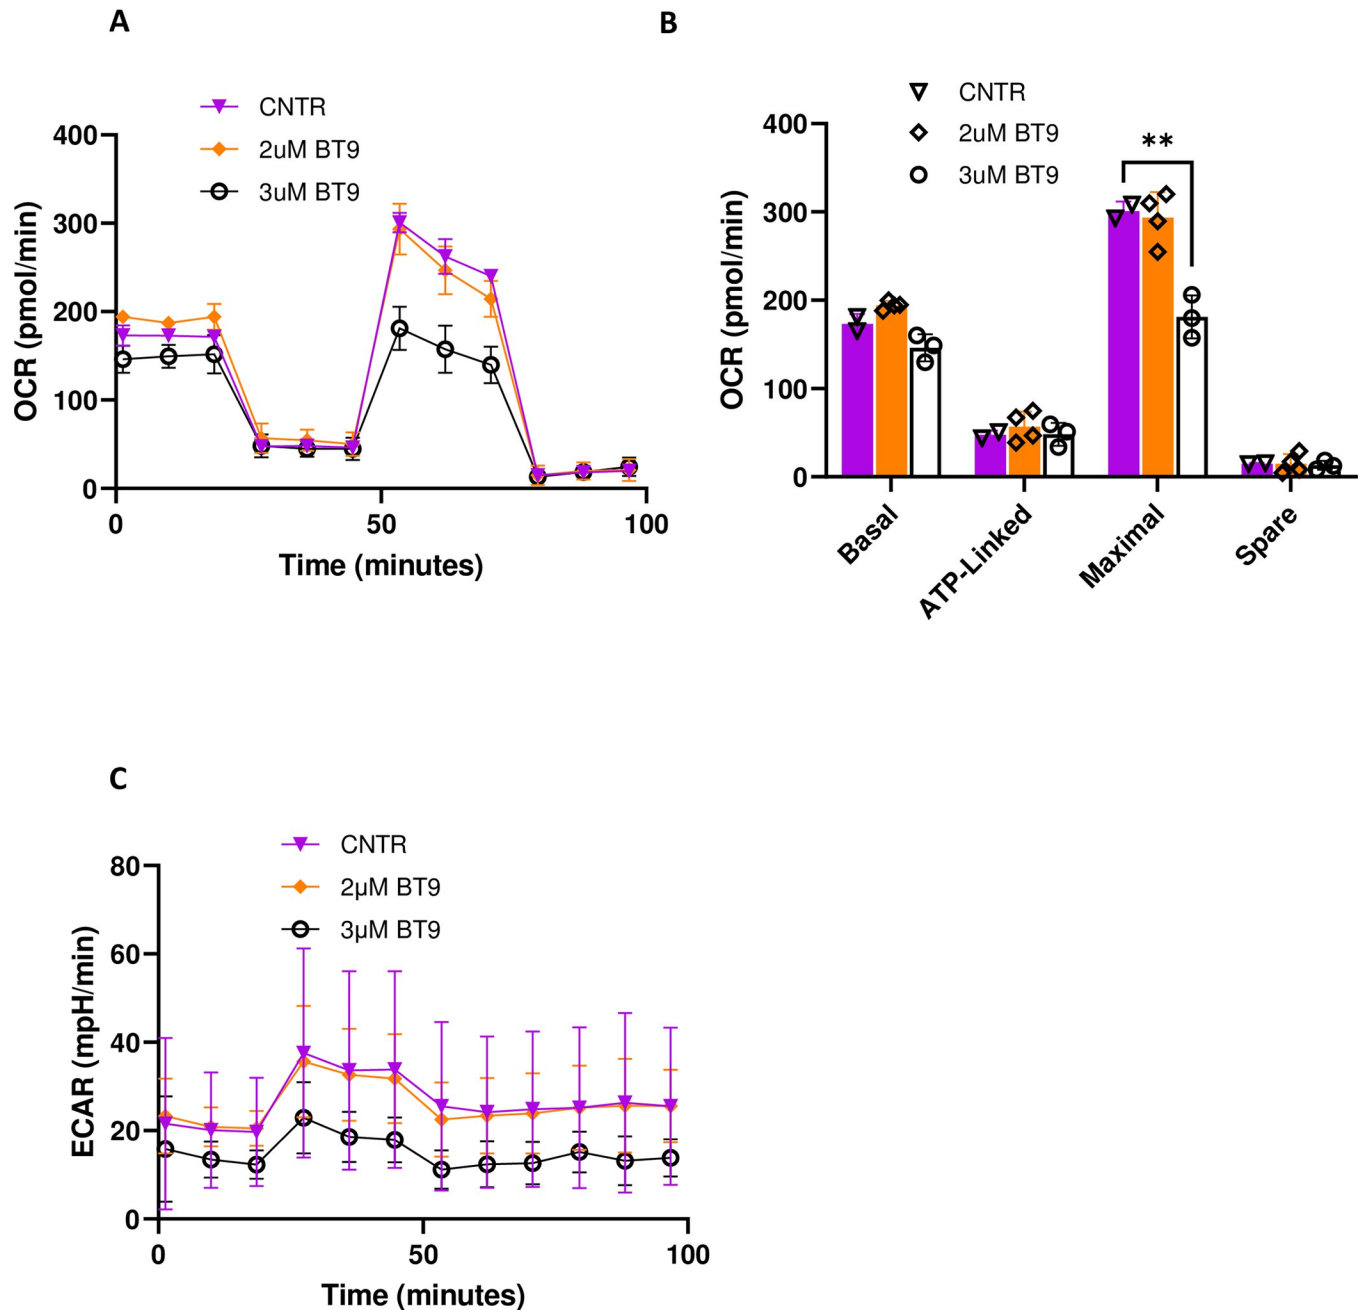 A
CNTR
2uM BT9
3uM BT9
400
300
200
100
0
OCR (pmol/min)
0
50
100
Time (minutes)
B
CNTR
2uM BT9
3uM BT9
**
400
300
200
100
0
OCR (pmol/min)
Basal
ATP-Linked
Maximal
Spare
C
CNTR
2µM BT9
3µM BT9
80
60
40
20
0
ECAR (mpH/min)
0
50
100
Time (minutes)